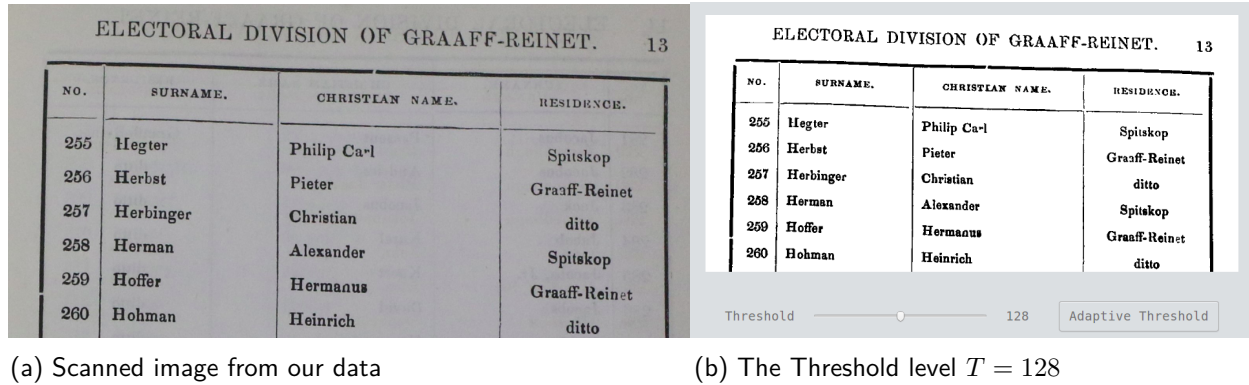 ELECTORAL DIVISION OF GRAAFF-REINET. 13
NO. SURNAME. CHRISTIAN NAME. RESIDENCE.
255 Hegter Philip Carl Spitskop
256 Herbst Pieter Graaff-Reinet
257 Herbinger Christian ditto
258 Herman Alexander Spitskop
259 Hoffer Hermanus Graaff-Reinet
260 Hohman Heinrich ditto
(a) Scanned image from our data
ELECTORAL DIVISION OF GRAAFF-REINET. 13
NO. SURNAME. CHRISTIAN NAME. RESIDENCE.
255 Hegter Philip Carl Spitskop
256 Herbst Pieter Graaff-Reinet
257 Herbinger Christian ditto
258 Herman Alexander Spitskop
259 Hoffer Hermanus Graaff-Reinet
260 Hohman Heinrich ditto
Threshold 128 Adaptive Threshold
(b) The Threshold level T = 128